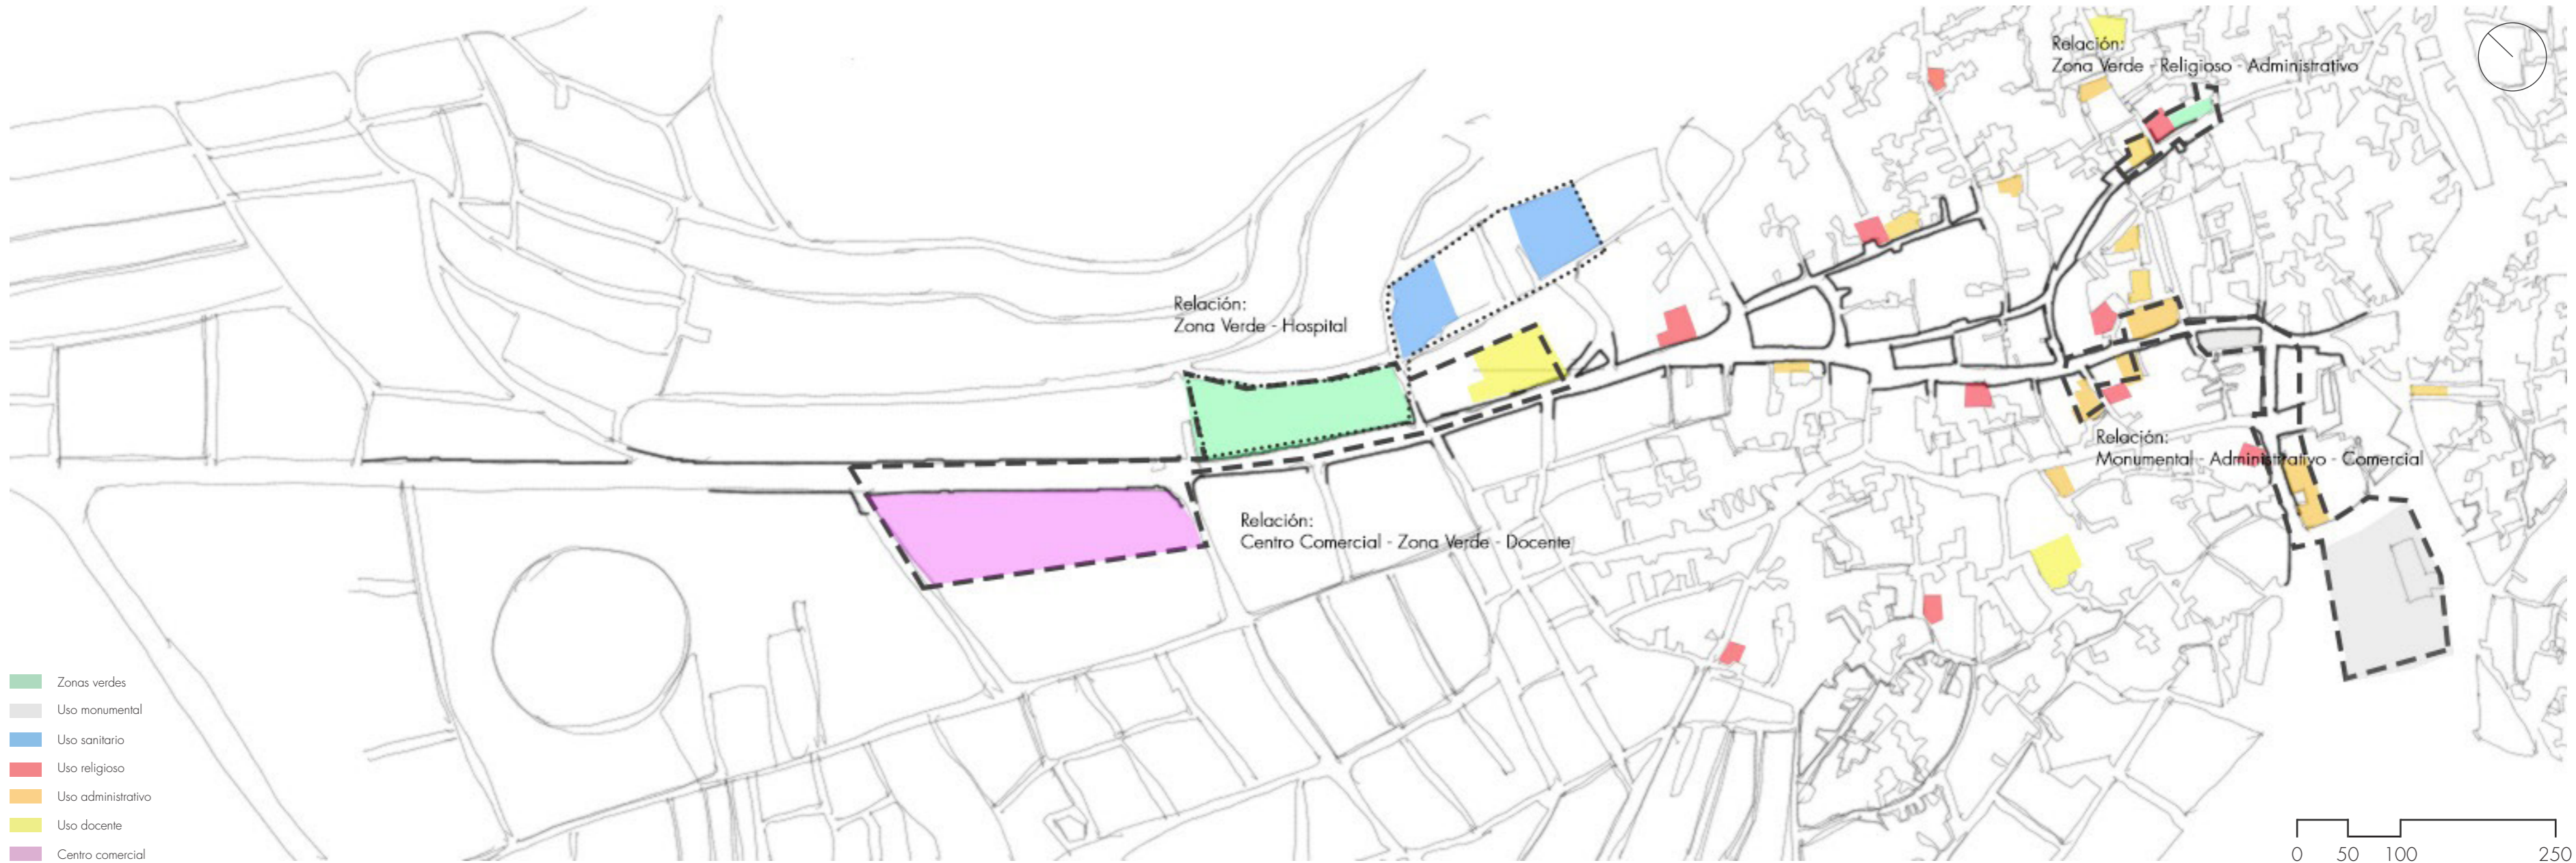 Relación:
Zona Verde - Religioso - Administrativo
Relación:
Zona Verde - Hospital
Relación:
Monumental - Administrativo - Comercial
Relación:
Centro Comercial - Zona Verde - Docente
Zonas verdes
Uso monumental
Uso sanitario
Uso religioso
Uso administrativo
Uso docente
Centro comercial
0 50 100 250